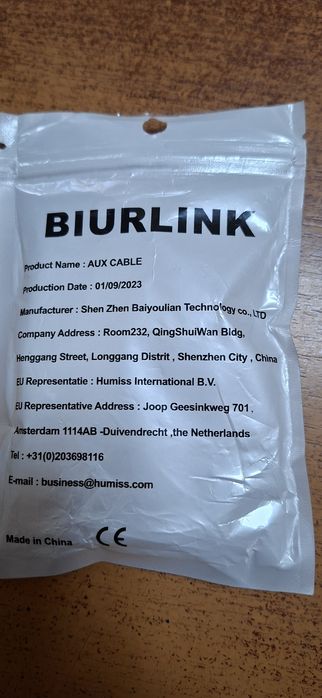 BIURLINK
Product Name : AUX CABLE
Production Date : 01/09/2023
Manufacturer : Shen Zhen Baiyoulian Technology co., LTD
Company Address : Room232, QingShuiWan Bldg,
Henggang Street, Longgang Distrit , Shenzhen City , China
EU Representatie : Humiss International B.V.
EU Representative Address : Joop Geesinkweg 701 ,
Amsterdam 1114AB -Duivendrecht ,the Netherlands
Tel : +31(0)203698116
E-mail : business@humiss.com
Made in China CE